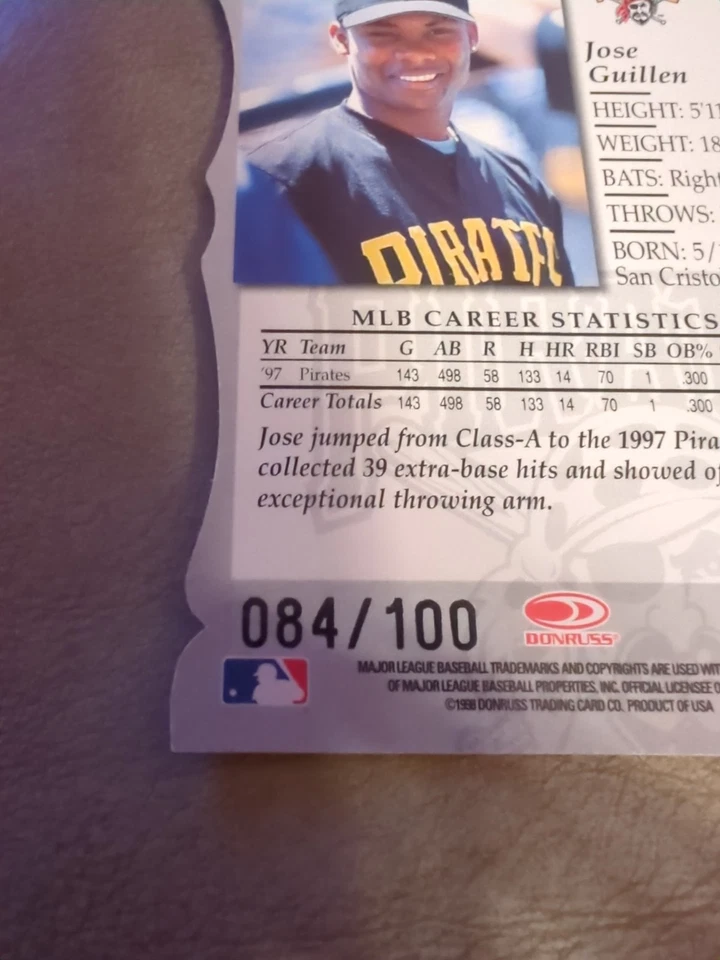 Jose
Guillen
HEIGHT: 5'11
WEIGHT: 18
BATS: Right
THROWS:
BORN: 5/
San Cristo
PIRATE
MLB CAREER STATISTICS
YR Team G AB R H HR RBI SB OB%
'97 Pirates 143 498 58 133 14 70 1 .300
Career Totals 143 498 58 133 14 70 1 .300
Jose jumped from Class-A to the 1997 Pira
collected 39 extra-base hits and showed of
exceptional throwing arm.
084/100
DONRUSS
MAJOR LEAGUE BASEBALL TRADEMARKS AND COPYRIGHTS ARE USED WIT
OF MAJOR LEAGUE BASEBALL PROPERTIES, INC. OFFICIAL LICENSEE O
©1998 DONRUSS TRADING CARD CO. PRODUCT OF USA